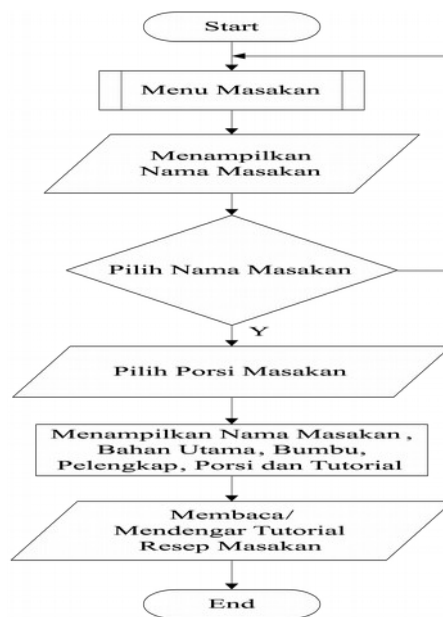 Start
Menu Masakan
Menampilkan
Nama Masakan
Pilih Nama Masakan
Y
Pilih Porsi Masakan
Menampilkan Nama Masakan,
Bahan Utama, Bumbu,
Pelengkap, Porsi dan Tutorial
Membaca/
Mendengar Tutorial
Resep Masakan
End